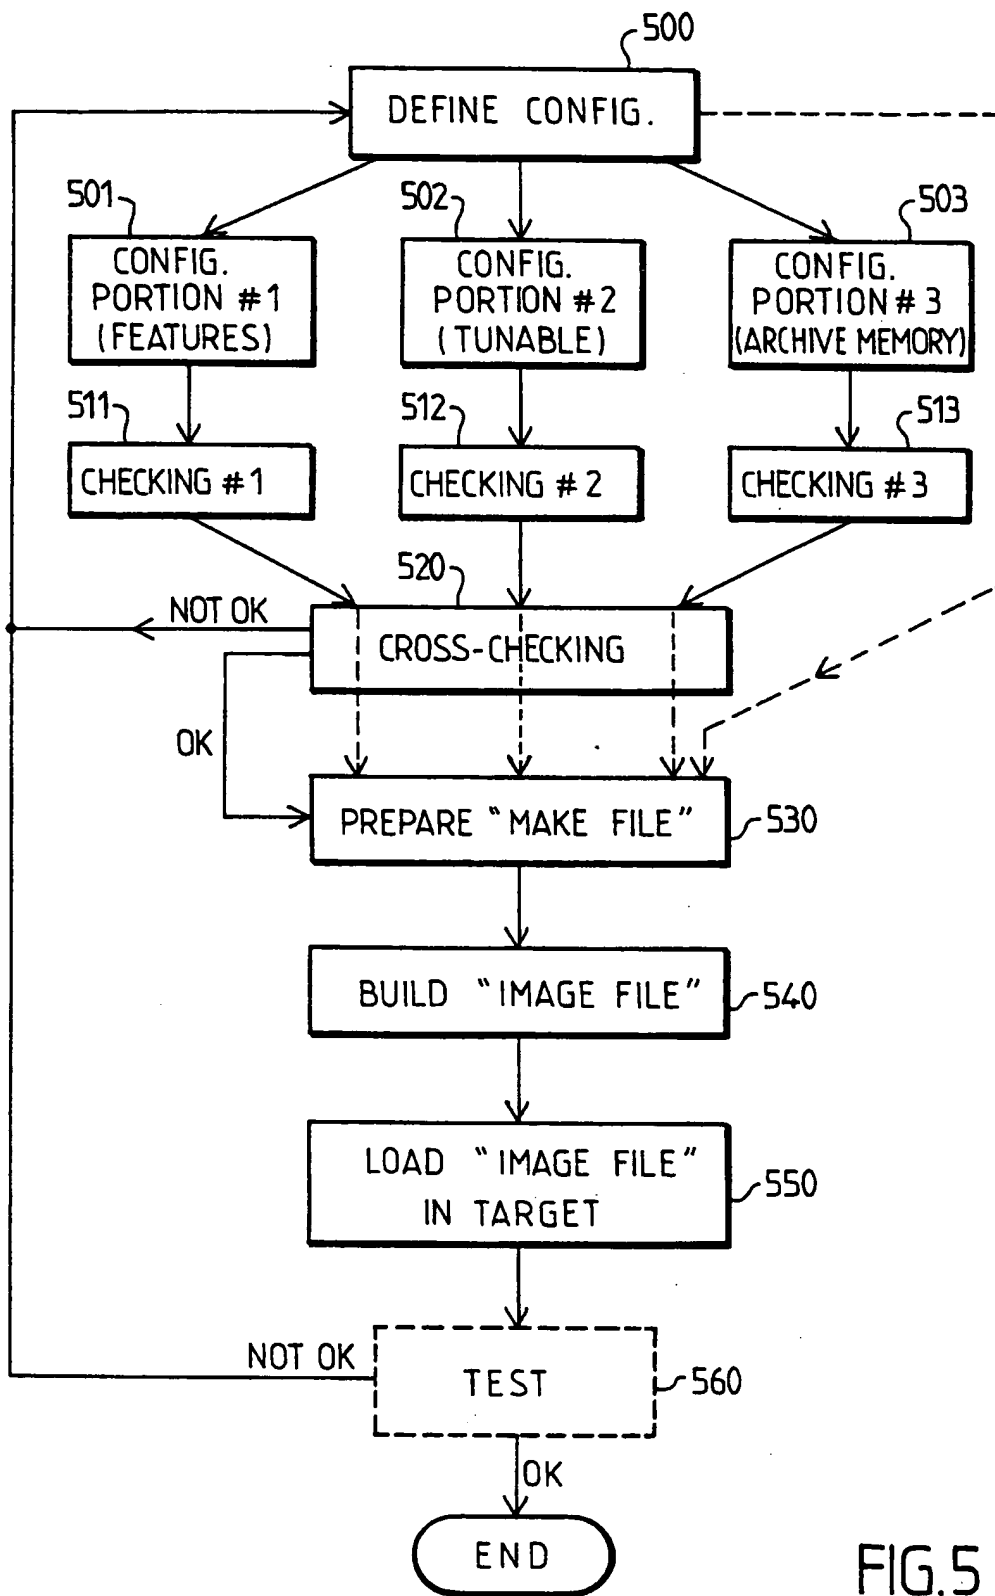 500
DEFINE CONFIG.
501
502
503
CONFIG.
PORTION #1
(FEATURES)
CONFIG.
PORTION #2
(TUNABLE)
CONFIG.
PORTION #3
(ARCHIVE MEMORY)
511
512
513
CHECKING #1
CHECKING #2
CHECKING #3
520
NOT OK
CROSS-CHECKING
OK
PREPARE "MAKE FILE"
530
BUILD "IMAGE FILE"
540
LOAD "IMAGE FILE"
IN TARGET
550
NOT OK
TEST
560
OK
END
FIG.5